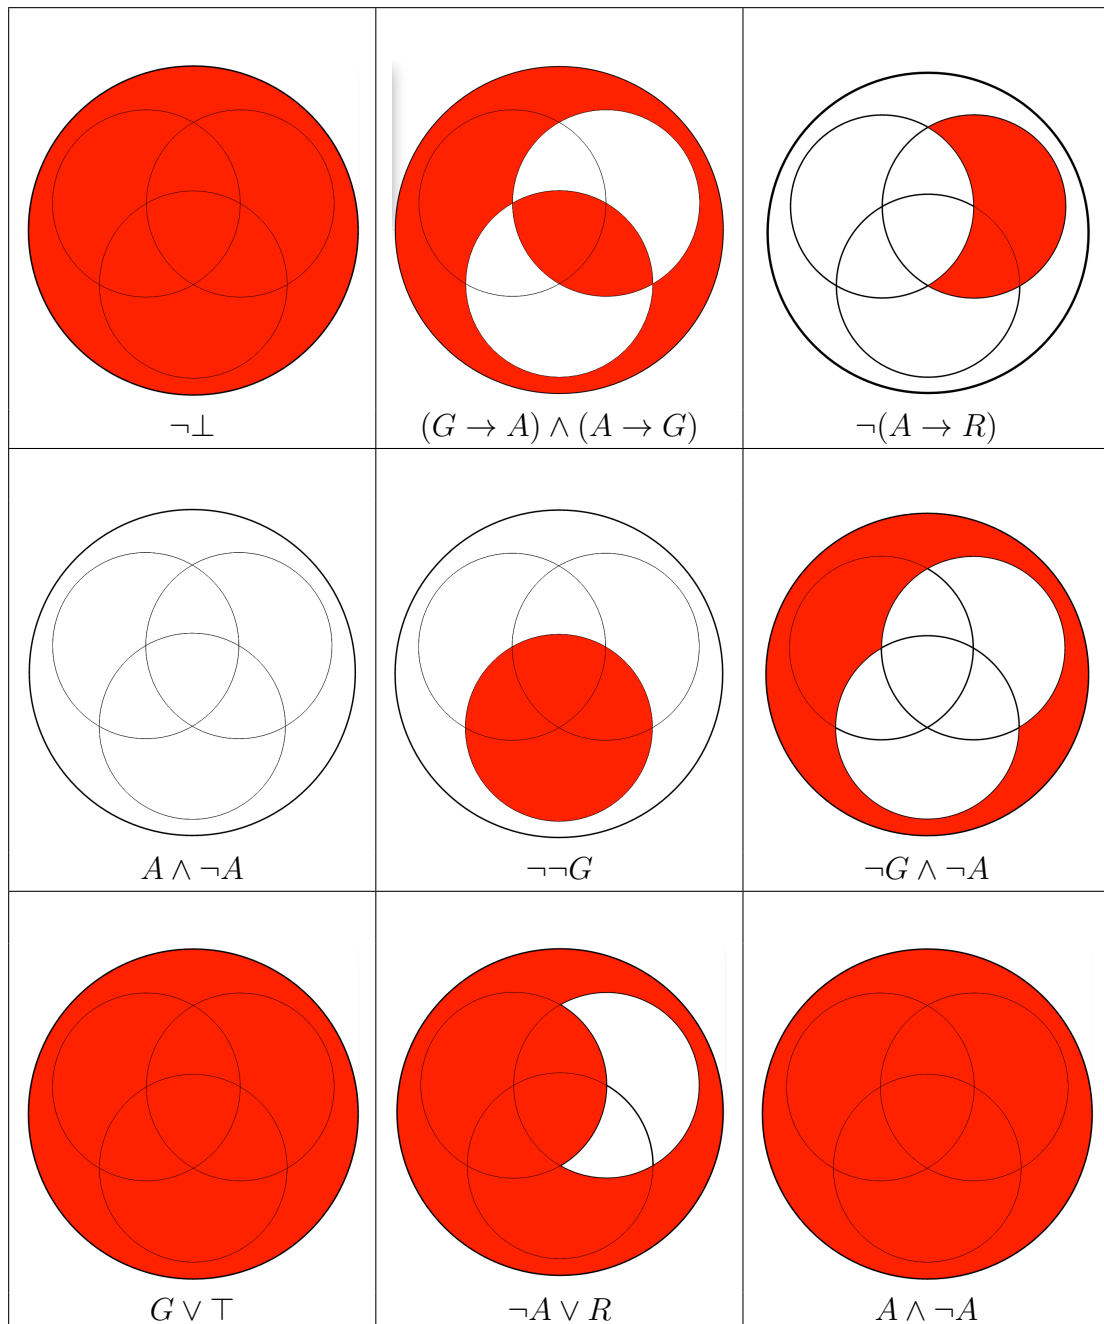 ¬⊥
(G → A) ∧ (A → G)
¬(A → R)
A ∧ ¬A
¬¬G
¬G ∧ ¬A
G ∨ ⊤
¬A ∨ R
A ∧ ¬A